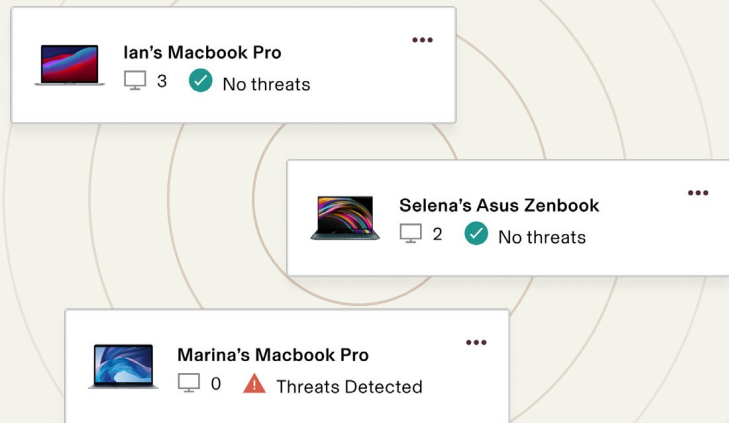 Ian’s Macbook Pro
3 No threats
Selena’s Asus Zenbook
2 No threats
Marina’s Macbook Pro
0 Threats Detected